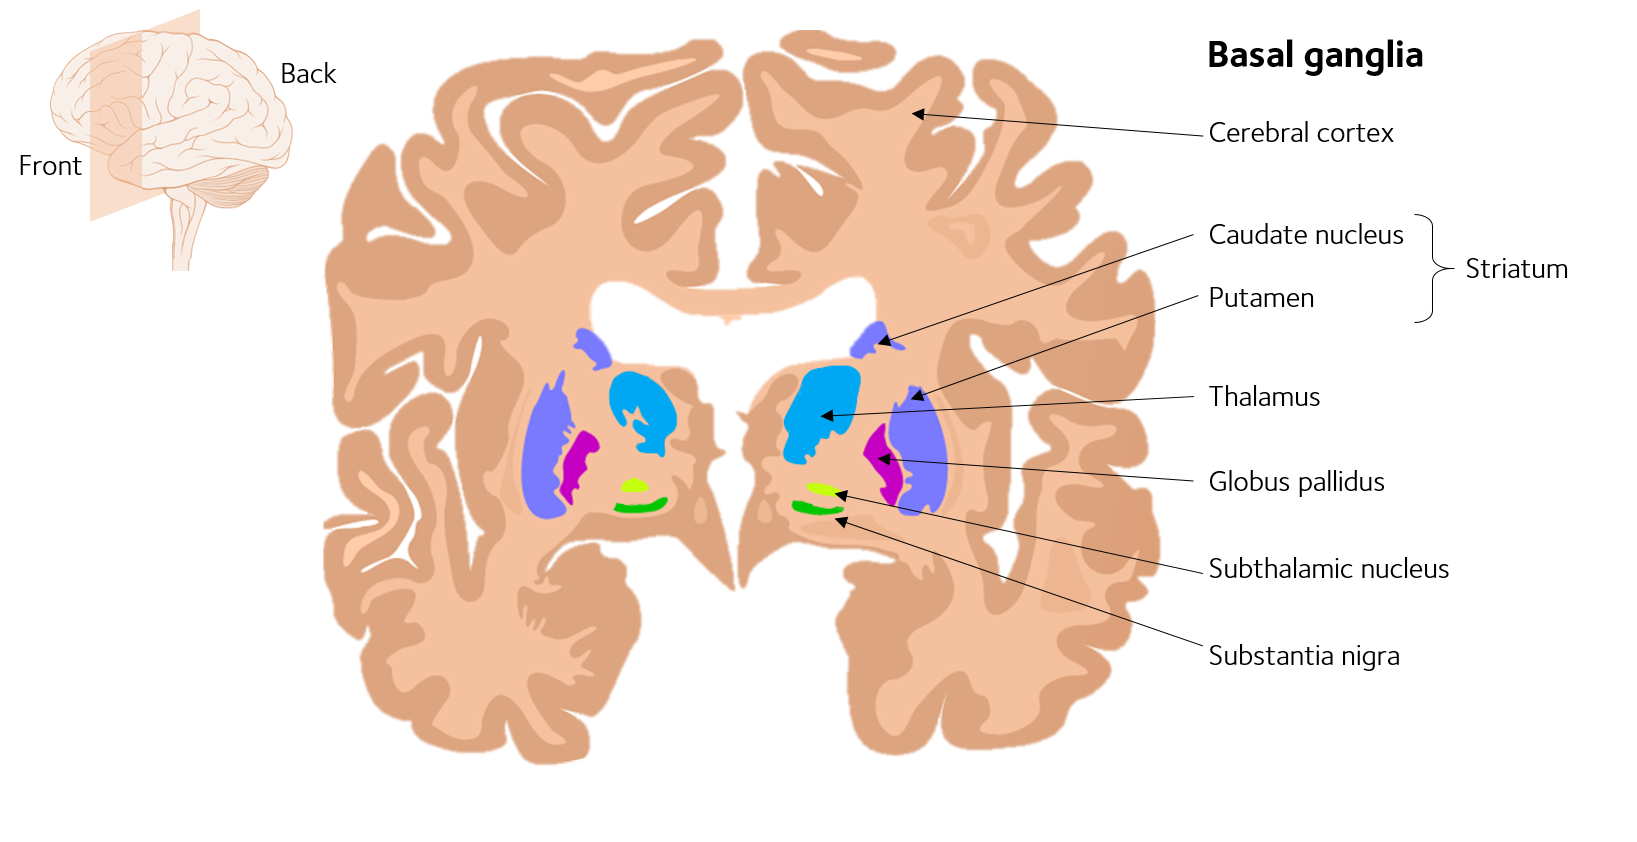 Back
Front
Basal ganglia
Cerebral cortex
Caudate nucleus
Striatum
Putamen
Thalamus
Globus pallidus
Subthalamic nucleus
Substantia nigra